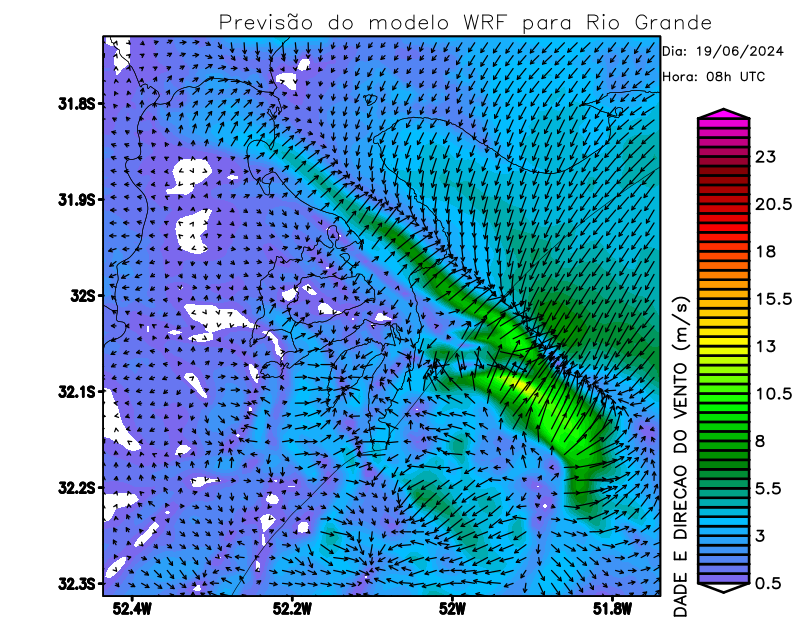 Previsão do modelo WRF para Rio Grande
Dia: 19/06/2024
Hora: 08h UTC
31.8S
31.9S
32S
32.1S
32.2S
32.3S
52.4W
52.2W
52W
51.8W
DADE E DIRECAO DO VENTO (m/s)
23
20.5
18
15.5
13
10.5
8
5.5
3
0.5